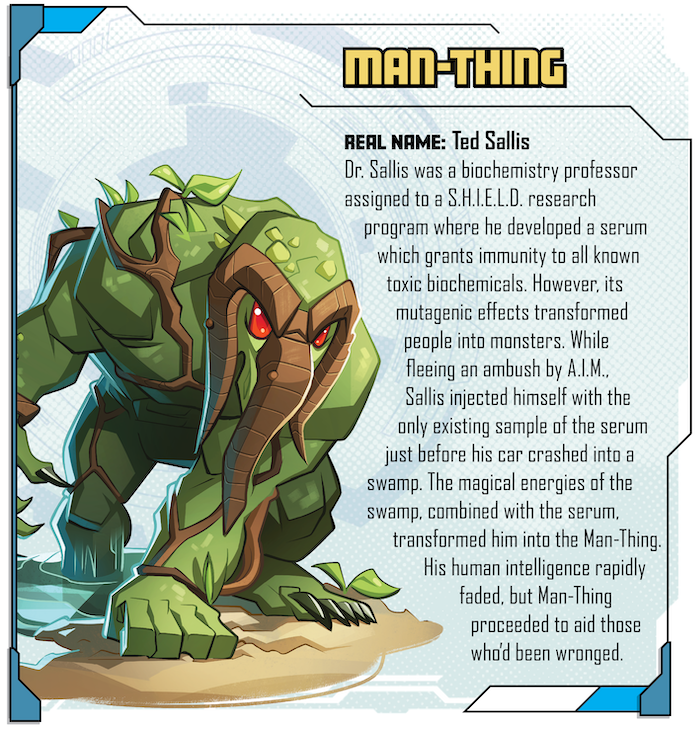 MAN-THING
REAL NAME: Ted Sallis
Dr. Sallis was a biochemistry professor
assigned to a S.H.I.E.L.D. research
program where he developed a serum
which grants immunity to all known
toxic biochemicals. However, its
mutagenic effects transformed
people into monsters. While
fleeing an ambush by A.I.M.,
Sallis injected himself with the
only existing sample of the serum
just before his car crashed into a
swamp. The magical energies of the
swamp, combined with the serum,
transformed him into the Man-Thing.
His human intelligence rapidly
faded, but Man-Thing
proceeded to aid those
who'd been wronged.